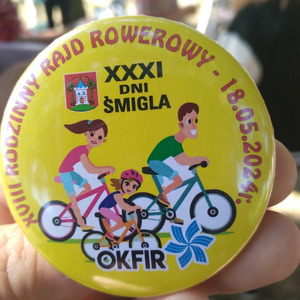 XVIII RODZINNY RAJD ROWEROWY - 18.05.2024r.
XXXI
DNI
ŚMIGLA
OKFiR